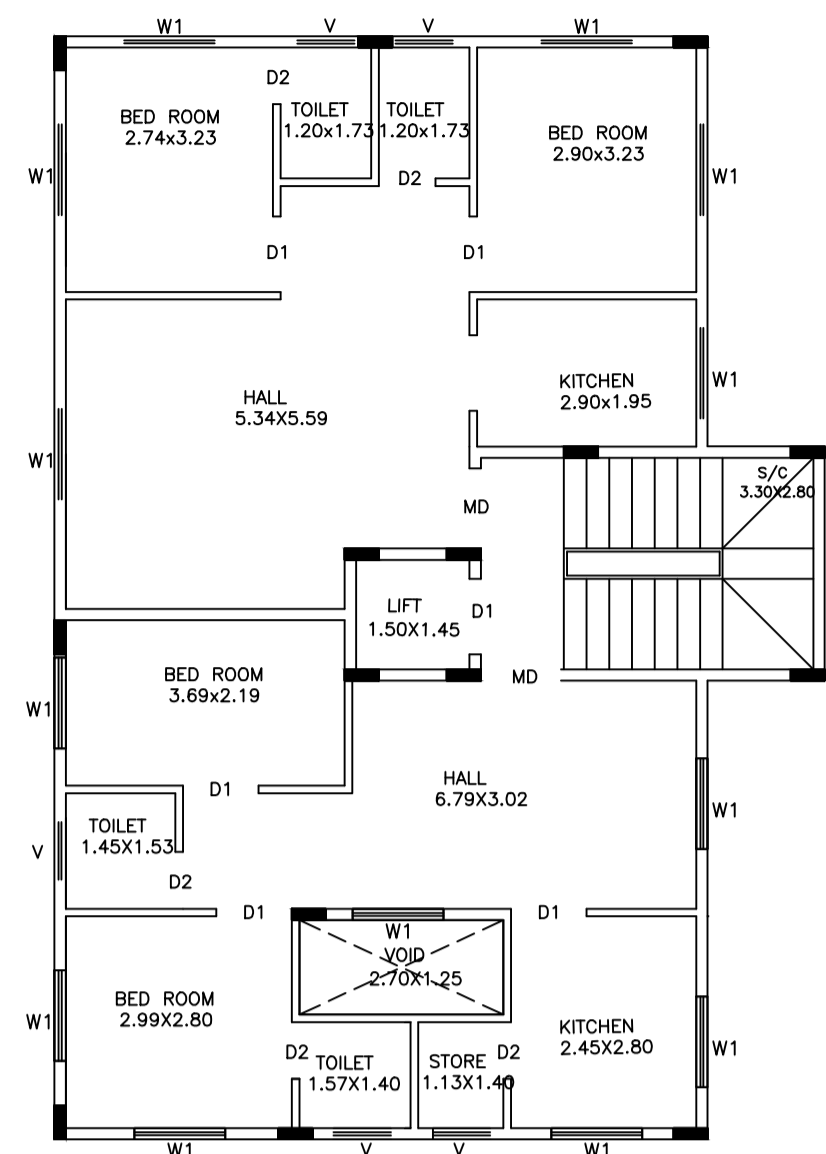 W1
V
V
W1
D2
BED ROOM
2.74x3.23
TOILET
1.20x1.73
TOILET
1.20x1.73
BED ROOM
2.90x3.23
W1
D2
W1
D1
D1
HALL
5.34X5.59
KITCHEN
2.90x1.95
W1
W1
S/C
3.30X2.80
MD
LIFT
1.50X1.45
D1
BED ROOM
3.69x2.19
MD
W1
D1
HALL
6.79X3.02
W1
TOILET
1.45X1.53
V
D2
D1
D1
W1
VOID
2.70X1.25
BED ROOM
2.99X2.80
W1
KITCHEN
2.45X2.80
W1
D2
TOILET
1.57X1.40
STORE
1.13X1.40
D2
W1
V
V
W1